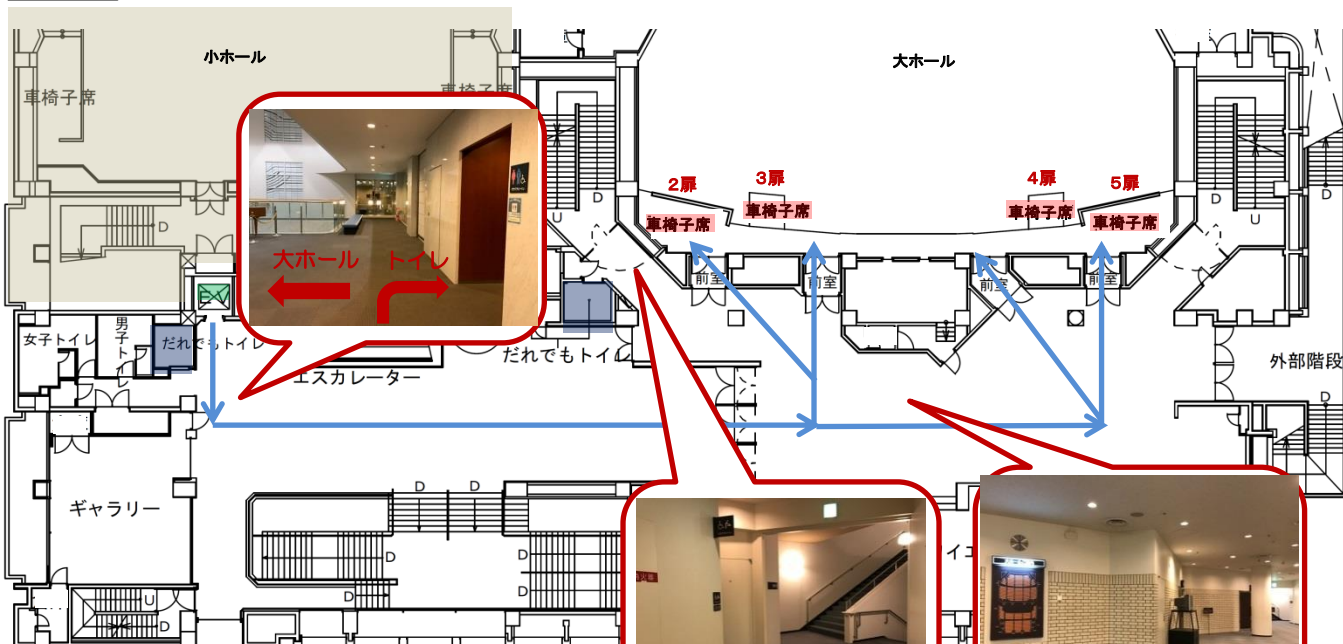 小ホール
大ホール
車椅子席
車椅子席
2扉
3扉
4扉
5扉
車椅子席
車椅子席
車椅子席
車椅子席
D
U
D
U
D
大ホール
トイレ
前室
前室
前室
前室
E・V
女子トイレ
男子トイレ
だれでもトイレ
だれでもトイレ
エスカレーター
外部階段
D
D
D
ギャラリー
D
D
D
D
D
U
D